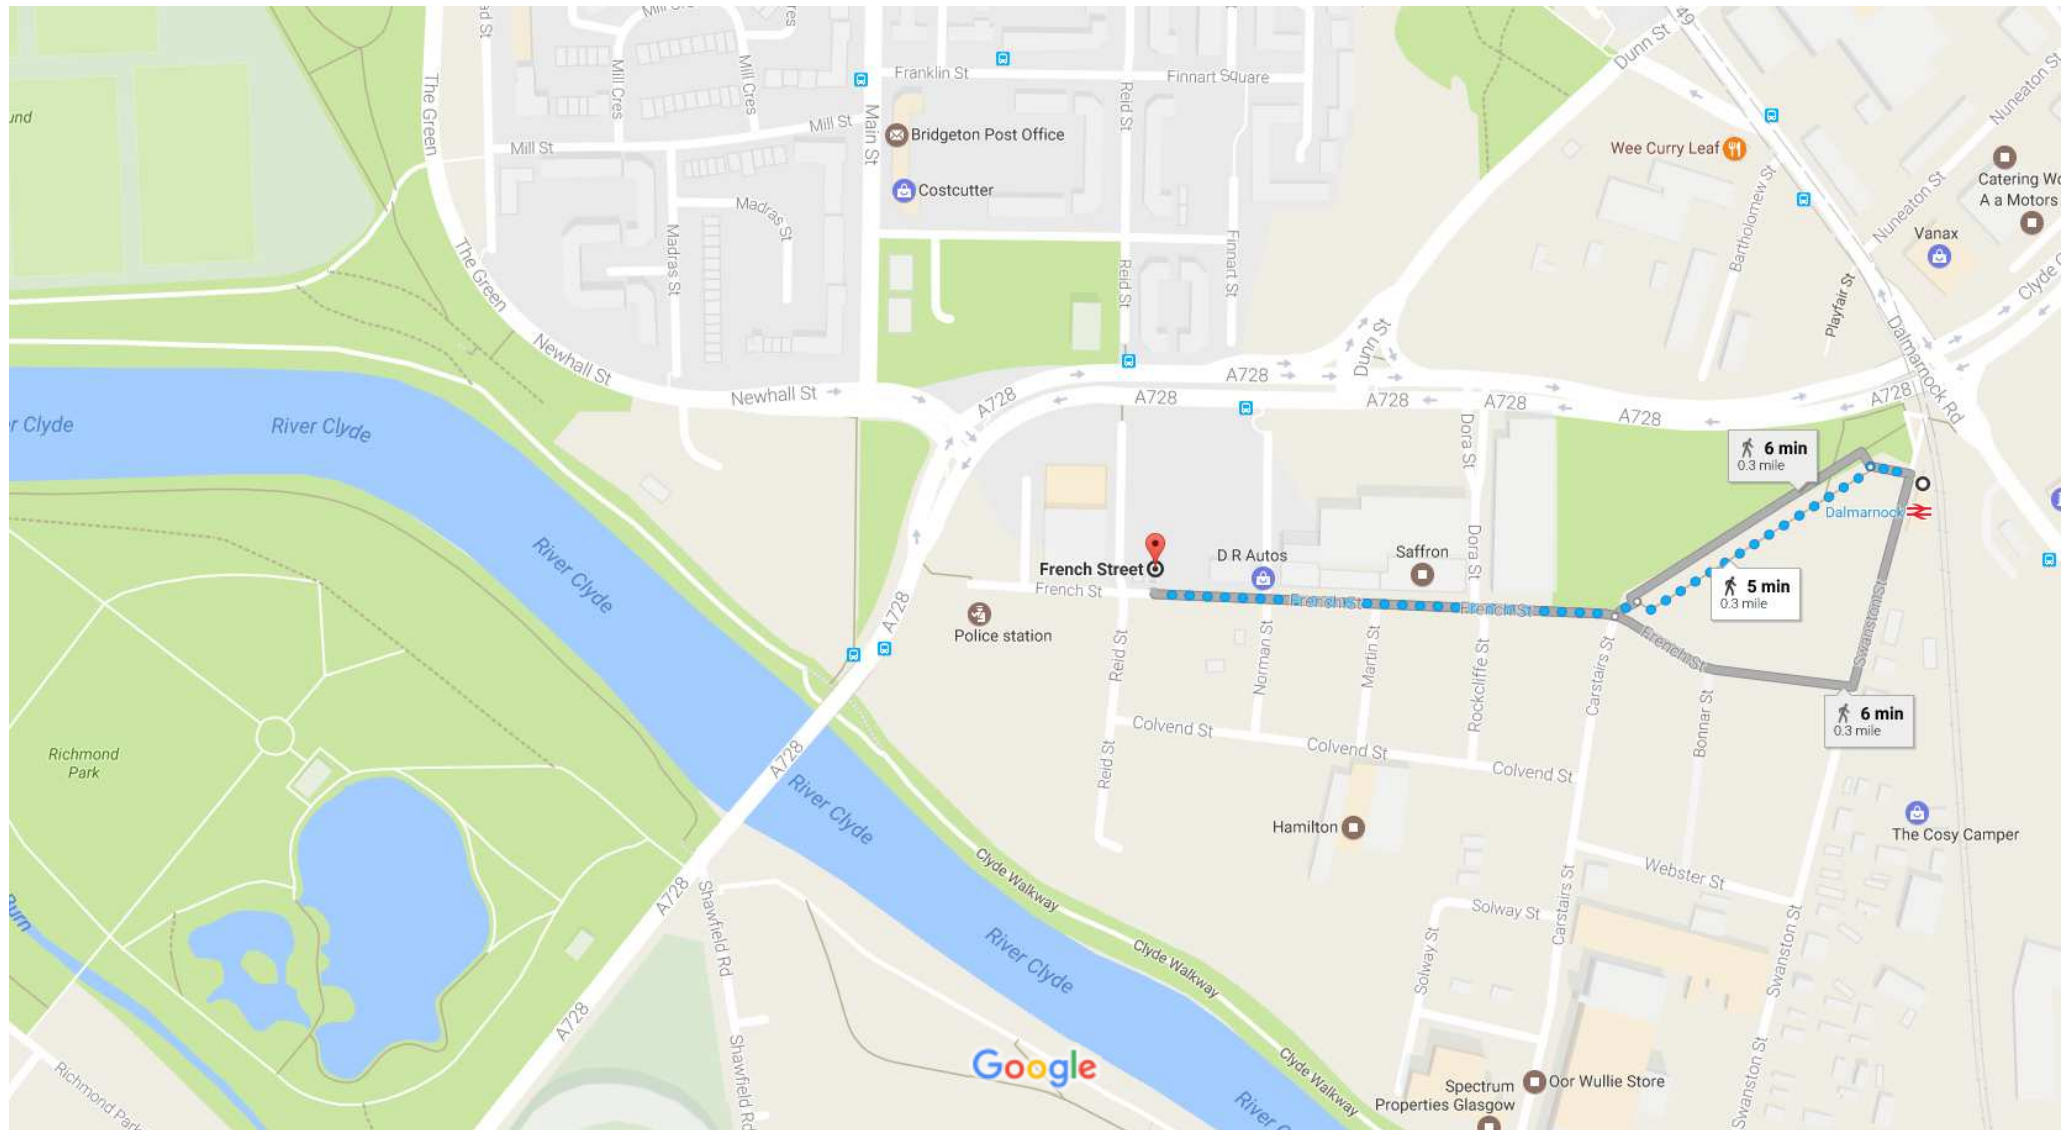 Mill Cres
Dunn St
49
Franklin St
Finnart Square
The Green
Mill Cres
Mill Cres
Main St
Reid St
Nuneaton St
Mill St
Mill St
Bridgeton Post Office
Wee Curry Leaf
Costcutter
Catering Wo
A a Motors
Nuneaton St
Bartholomew St
Madras St
Madras St
Vanax
The Green
Reid St
Finnart St
Playfair St
Clyde
Dalmarnock Rd
Newhall St
Dunn St
A728
Newhall St
A728
A728
A728
A728
A728
A728
River Clyde
River Clyde
Dora St
6 min
0.3 mile
Dalmarnock
River Clyde
French Street
D R Autos
Saffron
Dora St
French St
French St
French St
5 min
0.3 mile
A728
Police station
Reid St
Norman St
Martin St
Rockcliffe St
Carstairs St
French St
Swanston St
6 min
0.3 mile
Bonnar St
Colvend St
Colvend St
Colvend St
Richmond
Park
A728
Reid St
River Clyde
Hamilton
The Cosy Camper
Clyde Walkway
Webster St
A728
Shawfield Rd
Solway St
Carstairs St
Burn
River Clyde
Clyde Walkway
Solway St
Swanston St
A728
Google
Clyde Walkway
Shawfield Rd
Spectrum
Properties Glasgow
Oor Wullie Store
Swanston St
Richmond Park
River C